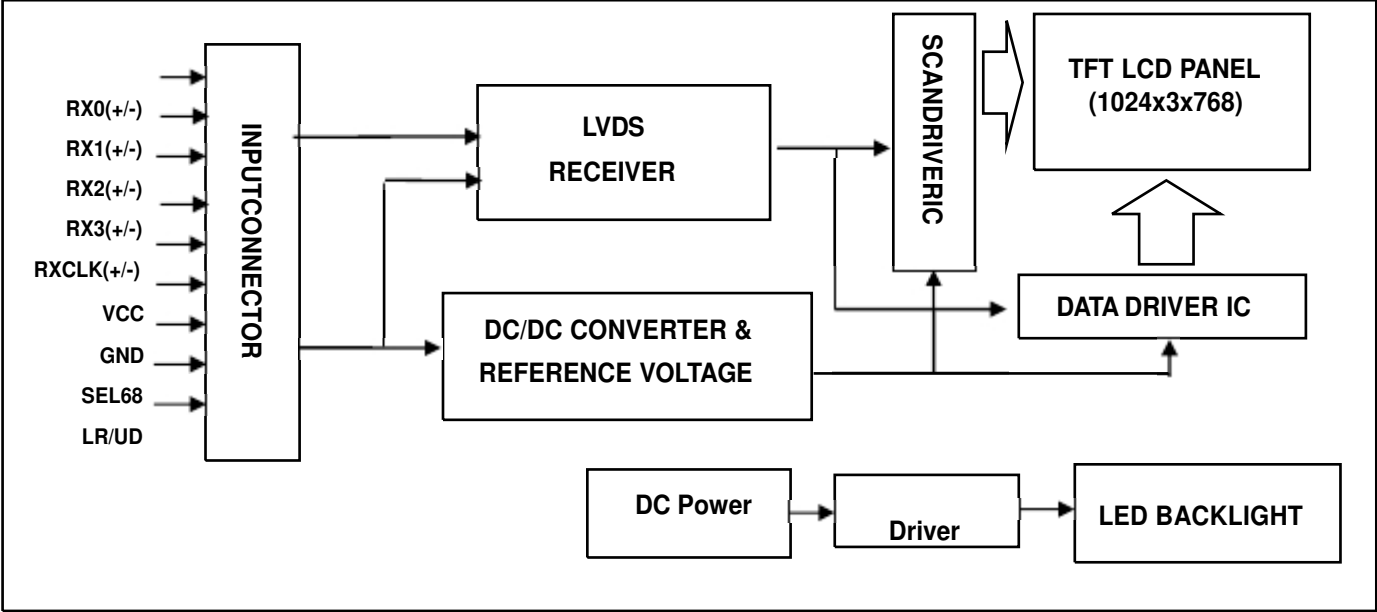 RX0(+/-)
RX1(+/-)
RX2(+/-)
RX3(+/-)
RXCLK(+/-)
VCC
GND
SEL68
LR/UD
INPUTCONNECTOR
LVDS
RECEIVER
DC/DC CONVERTER &
REFERENCE VOLTAGE
SCANDRIVERIC
TFT LCD PANEL
(1024x3x768)
DATA DRIVER IC
DC Power
Driver
LED BACKLIGHT